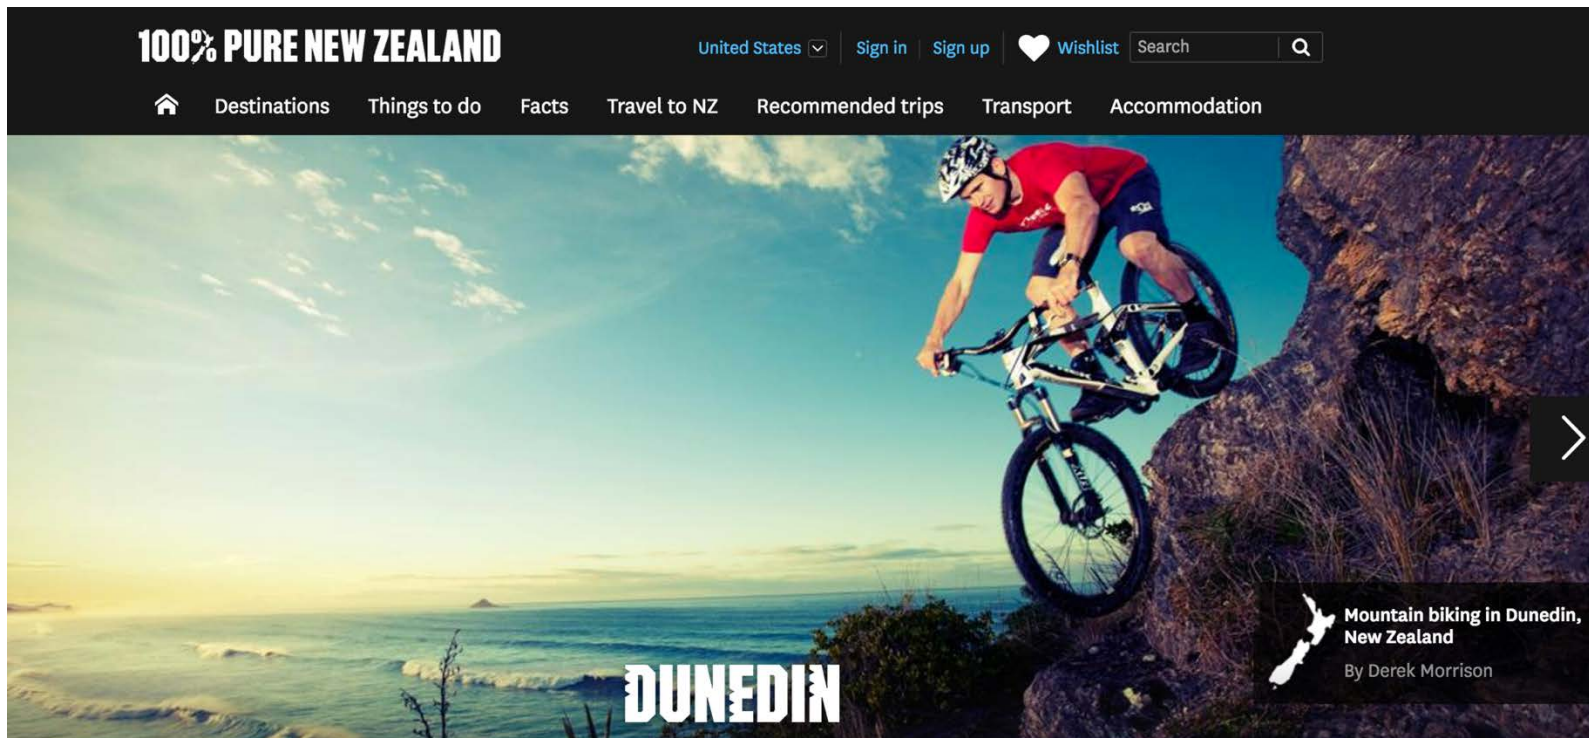 100% PURE NEW ZEALAND
United States
Sign in
Sign up
Wishlist
Search
Destinations
Things to do
Facts
Travel to NZ
Recommended trips
Transport
Accommodation
Mountain biking in Dunedin,
New Zealand
By Derek Morrison
DUNEDIN